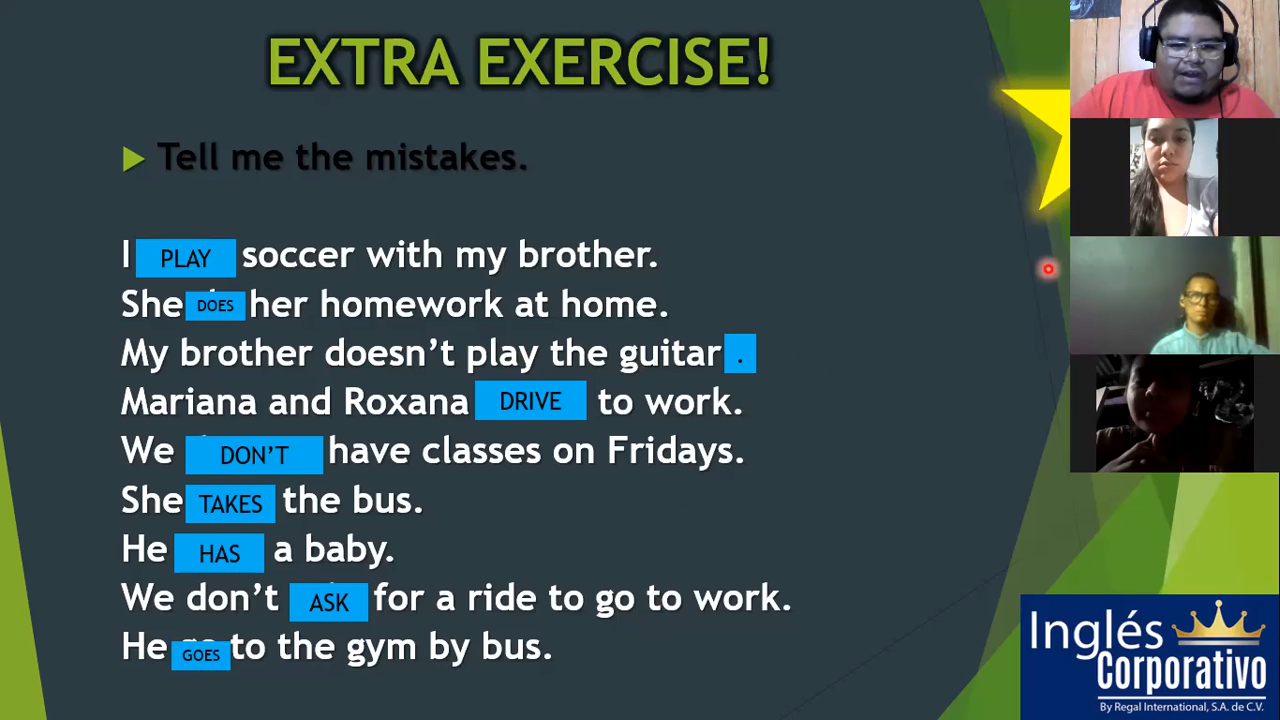 EXTRA EXERCISE!
Tell me the mistakes.
I PLAY soccer with my brother.
She DOES her homework at home.
My brother doesn't play the guitar .
Mariana and Roxana DRIVE to work.
We DON'T have classes on Fridays.
She TAKES the bus.
He HAS a baby.
We don't ASK for a ride to go to work.
He GOES to the gym by bus.
Inglés
Corporativo
By Regal International, S.A. de C.V.